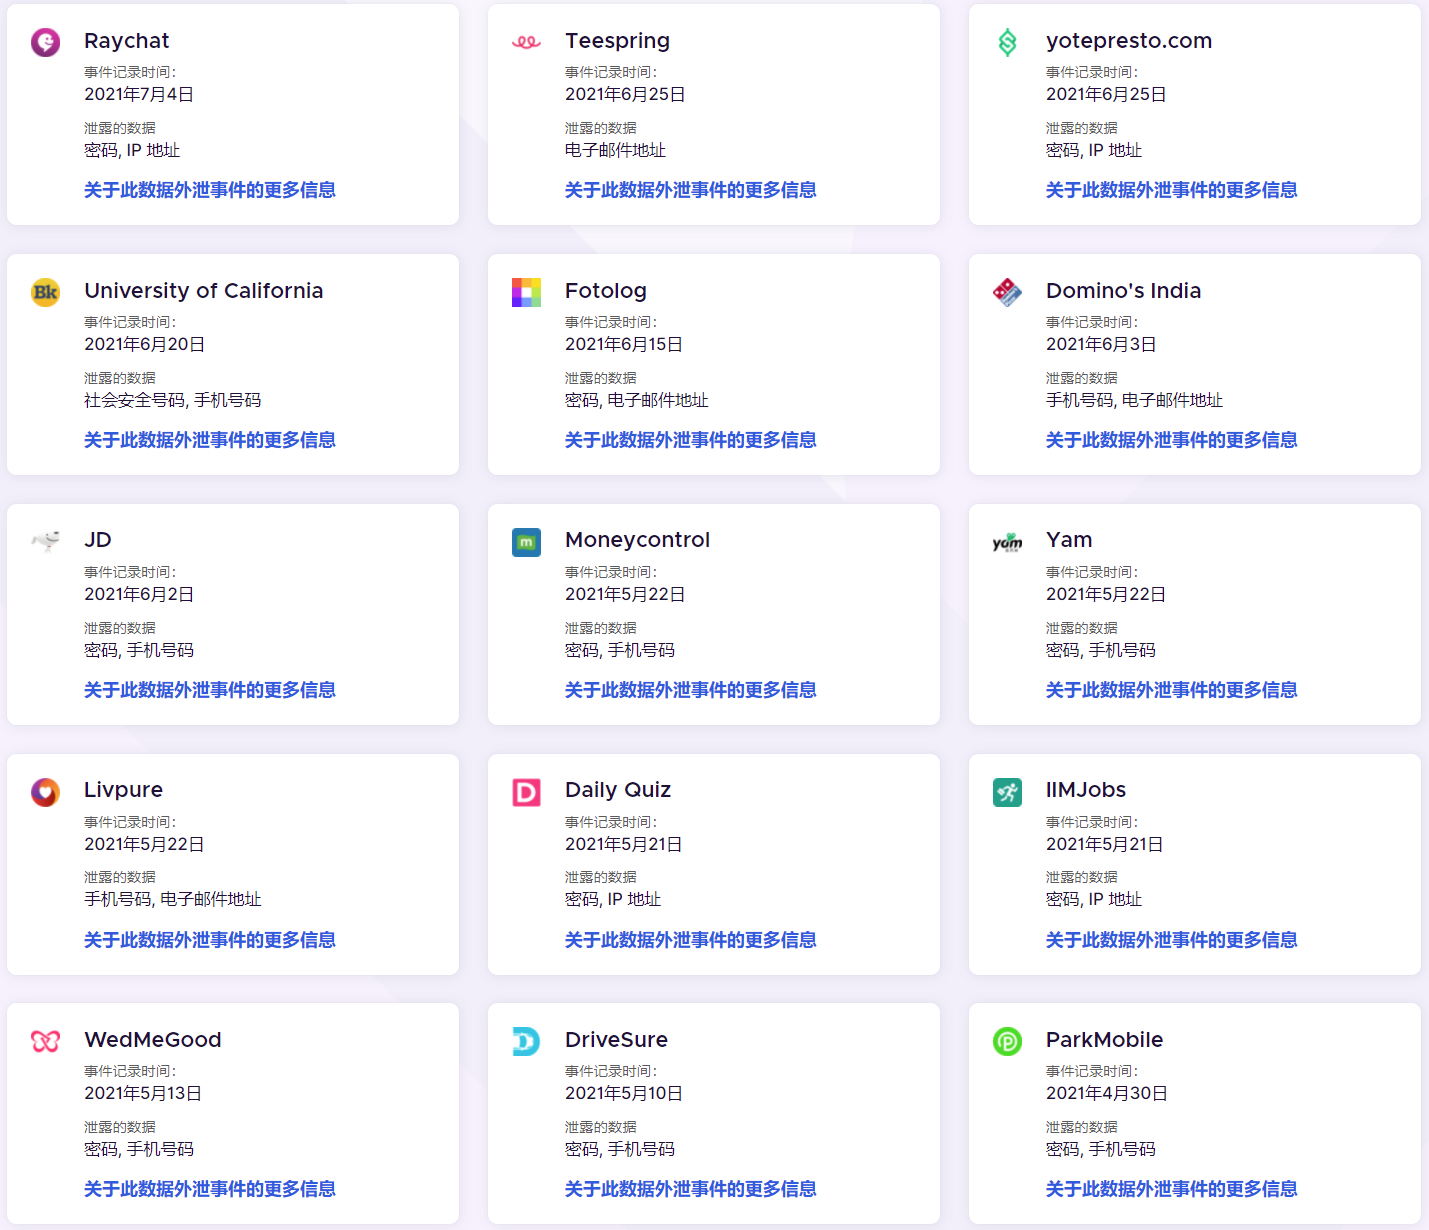 Raychat
事件记录时间：
2021年7月4日
泄露的数据
密码, IP 地址
关于此数据外泄事件的更多信息
Teespring
事件记录时间：
2021年6月25日
泄露的数据
电子邮件地址
关于此数据外泄事件的更多信息
yotepresto.com
事件记录时间：
2021年6月25日
泄露的数据
密码, IP 地址
关于此数据外泄事件的更多信息
Bk
University of California
事件记录时间：
2021年6月20日
泄露的数据
社会安全号码, 手机号码
关于此数据外泄事件的更多信息
Fotolog
事件记录时间：
2021年6月15日
泄露的数据
密码, 电子邮件地址
关于此数据外泄事件的更多信息
Domino's India
事件记录时间：
2021年6月3日
泄露的数据
手机号码, 电子邮件地址
关于此数据外泄事件的更多信息
JD
事件记录时间：
2021年6月2日
泄露的数据
密码, 手机号码
关于此数据外泄事件的更多信息
m
Moneycontrol
事件记录时间：
2021年5月22日
泄露的数据
密码, 手机号码
关于此数据外泄事件的更多信息
yam
Yam
事件记录时间：
2021年5月22日
泄露的数据
密码, 手机号码
关于此数据外泄事件的更多信息
Livpure
事件记录时间：
2021年5月22日
泄露的数据
手机号码, 电子邮件地址
关于此数据外泄事件的更多信息
D
Daily Quiz
事件记录时间：
2021年5月21日
泄露的数据
密码, IP 地址
关于此数据外泄事件的更多信息
IIMJobs
事件记录时间：
2021年5月21日
泄露的数据
密码, IP 地址
关于此数据外泄事件的更多信息
WedMeGood
事件记录时间：
2021年5月13日
泄露的数据
密码, 手机号码
关于此数据外泄事件的更多信息
D
DriveSure
事件记录时间：
2021年5月10日
泄露的数据
密码, 手机号码
关于此数据外泄事件的更多信息
P
ParkMobile
事件记录时间：
2021年4月30日
泄露的数据
密码, 手机号码
关于此数据外泄事件的更多信息